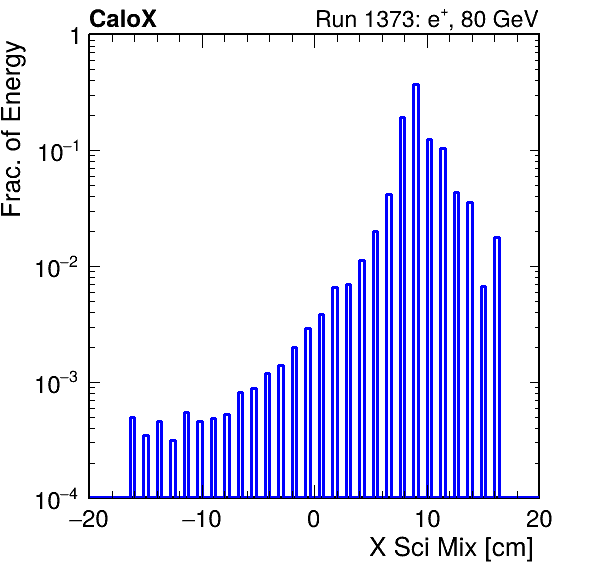 CaloX Run 1373: e⁺, 80 GeV
Frac. of Energy
1
10⁻¹
10⁻²
10⁻³
10⁻⁴
−20 −10 0 10 20
X Sci Mix [cm]